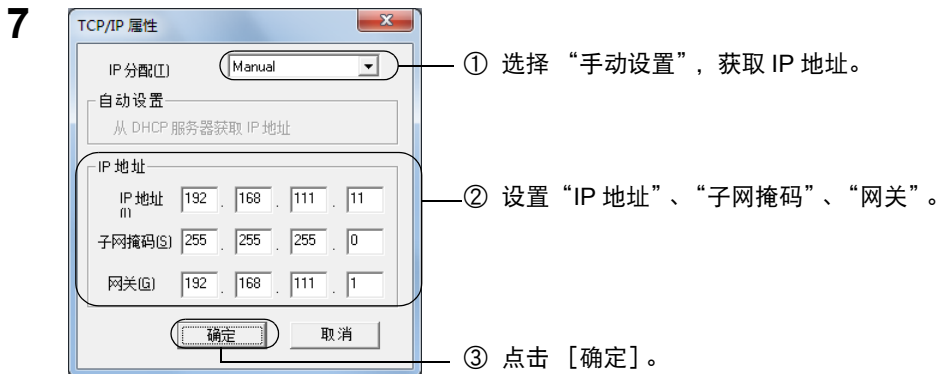 7
TCP/IP 属性
IP 分配(T) Manual
① 选择 “手动设置”，获取 IP 地址。
自动设置
从 DHCP 服务器获取 IP 地址
IP 地址
IP 地址(I) 192 . 168 . 111 . 11
② 设置“IP 地址”、“子网掩码”、“网关”。
子网掩码(S) 255 . 255 . 255 . 0
网关(G) 192 . 168 . 111 . 1
确定 取消
③ 点击 ［确定］。